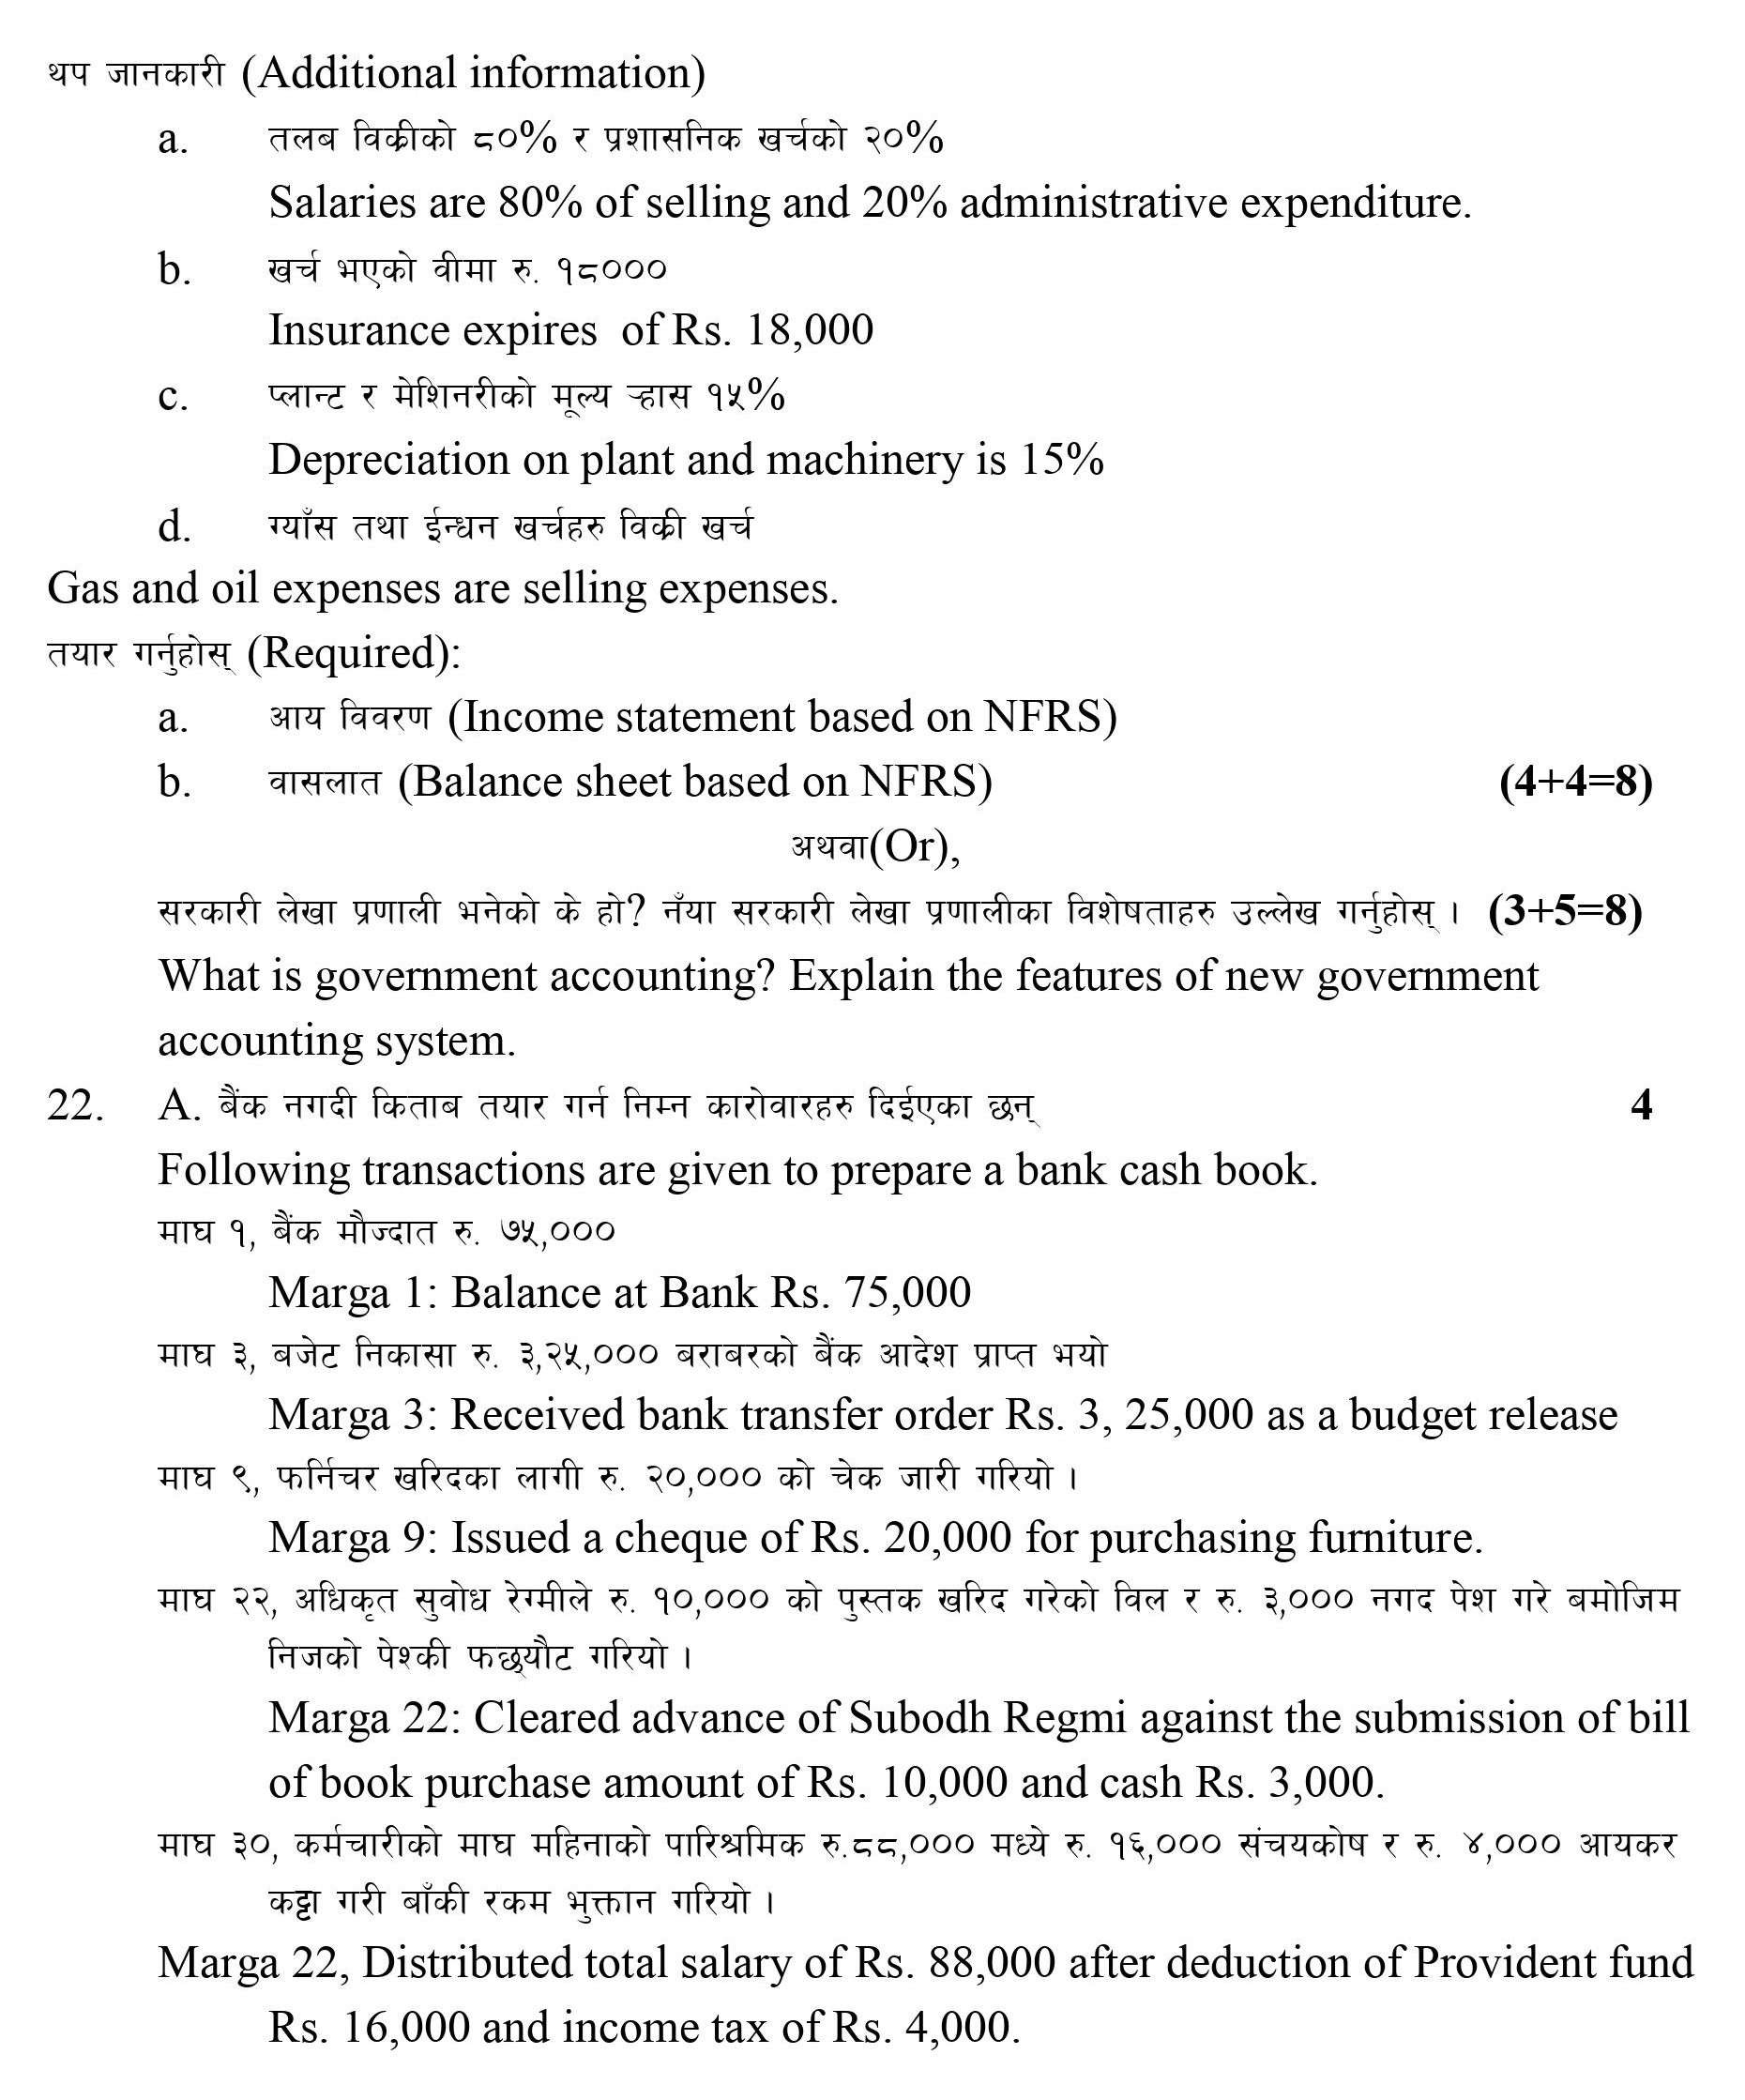 थप जानकारी (Additional information)
a. तलब विक्रीको ८०% र प्रशासनिक खर्चको २०%
Salaries are 80% of selling and 20% administrative expenditure.
b. खर्च भएको वीमा रु. १८०००
Insurance expires of Rs. 18,000
c. प्लान्ट र मेशिनरीको मूल्य ऱ्हास १५%
Depreciation on plant and machinery is 15%
d. ग्याँस तथा ईन्धन खर्चहरु विक्री खर्च
Gas and oil expenses are selling expenses.
तयार गर्नुहोस् (Required):
a. आय विवरण (Income statement based on NFRS)
b. वासलात (Balance sheet based on NFRS) (4+4=8)
अथवा(Or),
सरकारी लेखा प्रणाली भनेको के हो? नँया सरकारी लेखा प्रणालीका विशेषताहरु उल्लेख गर्नुहोस् । (3+5=8)
What is government accounting? Explain the features of new government
accounting system.
22. A. बैंक नगदी किताब तयार गर्न निम्न कारोवारहरु दिईएका छन् 4
Following transactions are given to prepare a bank cash book.
माघ १, बैंक मौज्दात रु. ७५,०००
Marga 1: Balance at Bank Rs. 75,000
माघ ३, बजेट निकासा रु. ३,२५,००० बराबरको बैंक आदेश प्राप्त भयो
Marga 3: Received bank transfer order Rs. 3, 25,000 as a budget release
माघ ९, फर्निचर खरिदका लागी रु. २०,००० को चेक जारी गरियो ।
Marga 9: Issued a cheque of Rs. 20,000 for purchasing furniture.
माघ २२, अधिकृत सुवोध रेग्मीले रु. १०,००० को पुस्तक खरिद गरेको विल र रु. ३,००० नगद पेश गरे बमोजिम
निजको पेश्की फछ्यौट गरियो ।
Marga 22: Cleared advance of Subodh Regmi against the submission of bill
of book purchase amount of Rs. 10,000 and cash Rs. 3,000.
माघ ३०, कर्मचारीको माघ महिनाको पारिश्रमिक रु.८८,००० मध्ये रु. १६,००० संचयकोष र रु. ४,००० आयकर
कट्टा गरी बाँकी रकम भुक्तान गरियो ।
Marga 22, Distributed total salary of Rs. 88,000 after deduction of Provident fund
Rs. 16,000 and income tax of Rs. 4,000.